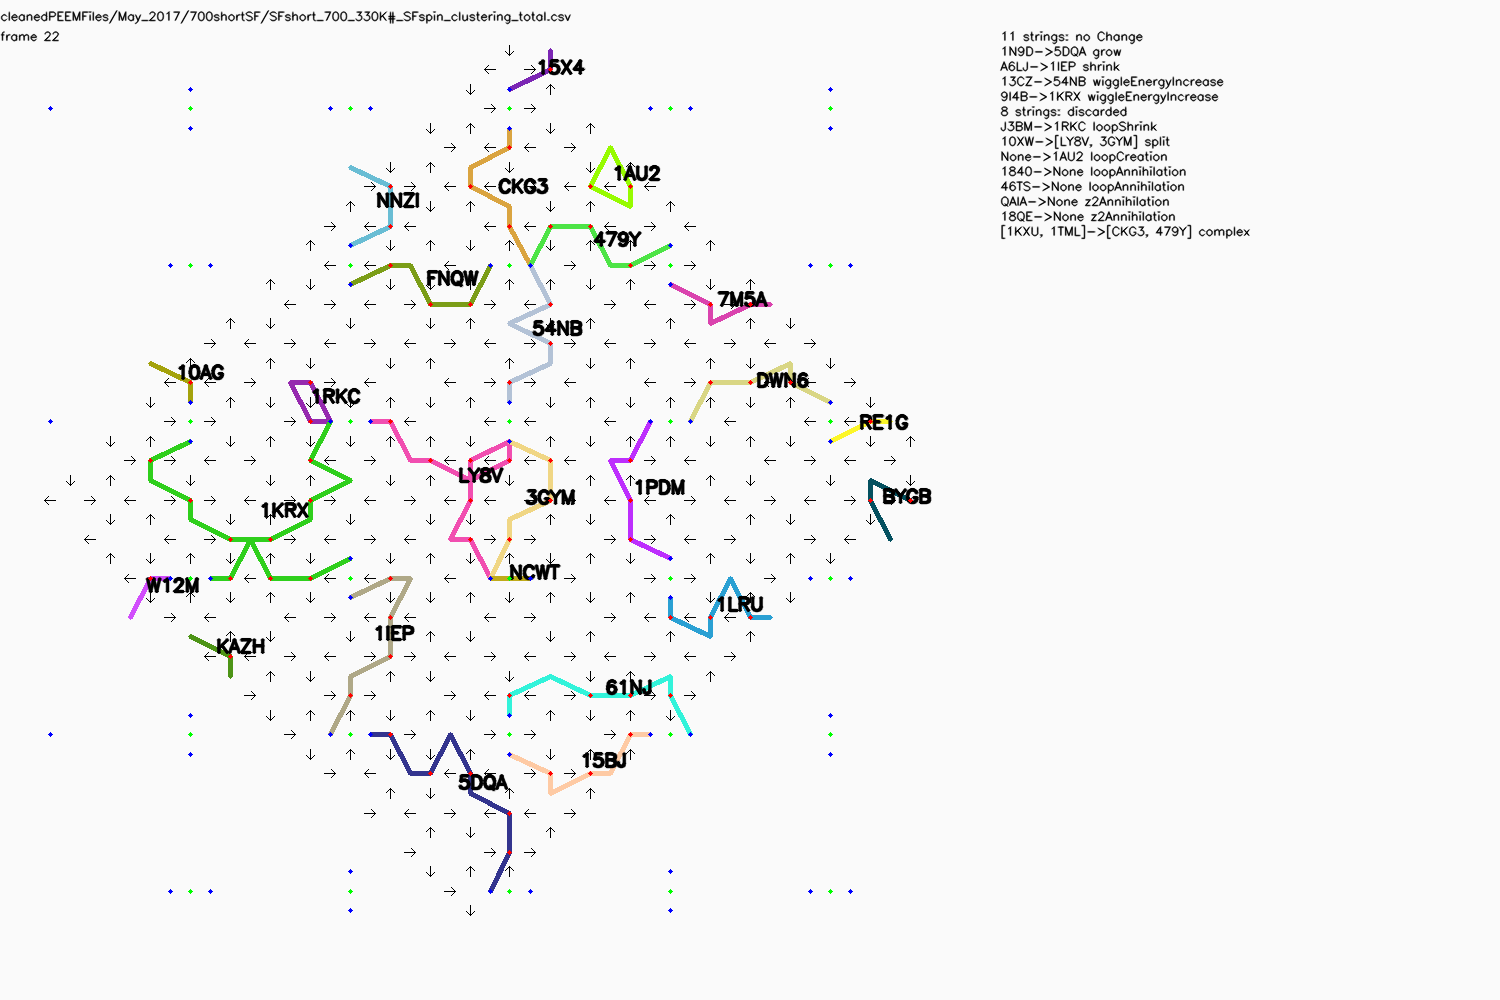 cleanedPEEMFiles/May_2017/700shortSF/SFshort_700_330K#_SFspin_clustering_total.csv
frame 22
11 strings: no Change
1N9D->5DQA grow
A6LJ->1IEP shrink
13CZ->54NB wiggleEnergyIncrease
9I4B->1KRX wiggleEnergyIncrease
8 strings: discarded
J3BM->1RKC loopShrink
10XW->[LY8V, 3GYM] split
None->1AU2 loopCreation
1840->None loopAnnihilation
46TS->None loopAnnihilation
QAIA->None z2Annihilation
18QE->None z2Annihilation
[1KXU, 1TML]->[CKG3, 479Y] complex
15X4
1AU2
CKG3
NNZI
479Y
FNQW
7M5A
54NB
10AG
DWN6
1RKC
RE1G
LY8V
1PDM
3GYM
BYGB
1KRX
NCWT
W12M
1LRU
1IEP
KAZH
61NJ
15BJ
5DQA